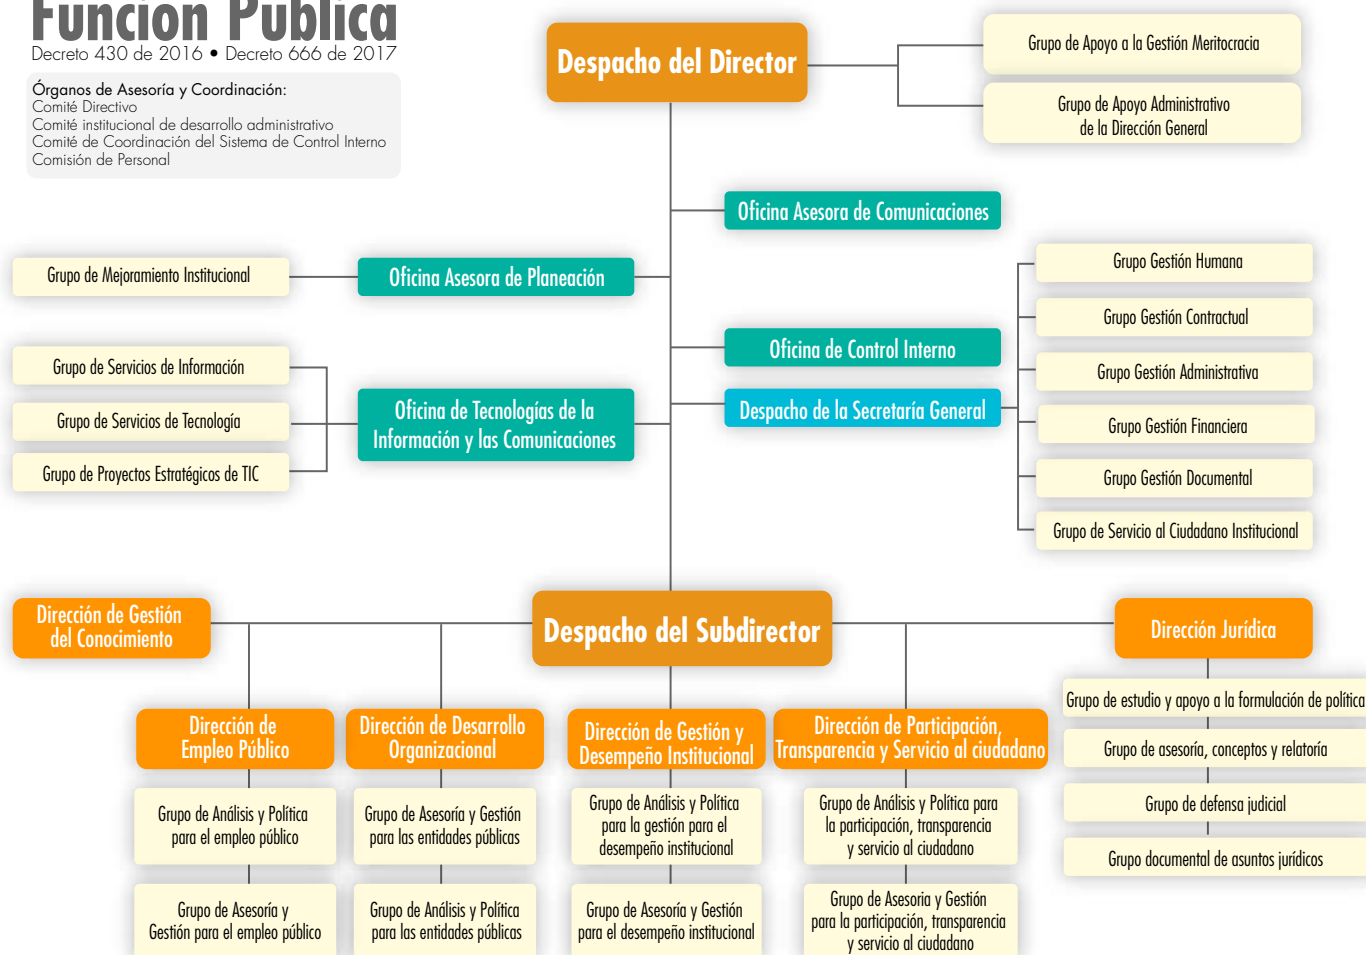 Función Pública
Decreto 430 de 2016 • Decreto 666 de 2017
Órganos de Asesoría y Coordinación:
Comité Directivo
Comité institucional de desarrollo administrativo
Comité de Coordinación del Sistema de Control Interno
Comisión de Personal
Despacho del Director
Grupo de Apoyo a la Gestión Meritocracia
Grupo de Apoyo Administrativo
de la Dirección General
Oficina Asesora de Comunicaciones
Grupo de Mejoramiento Institucional
Oficina Asesora de Planeación
Oficina de Control Interno
Grupo de Servicios de Información
Grupo de Servicios de Tecnología
Grupo de Proyectos Estratégicos de TIC
Oficina de Tecnologías de la
Información y las Comunicaciones
Despacho de la Secretaría General
Grupo Gestión Humana
Grupo Gestión Contractual
Grupo Gestión Administrativa
Grupo Gestión Financiera
Grupo Gestión Documental
Grupo de Servicio al Ciudadano Institucional
Dirección de Gestión
del Conocimiento
Despacho del Subdirector
Dirección Jurídica
Grupo de estudio y apoyo a la formulación de política
Grupo de asesoría, conceptos y relatoría
Grupo de defensa judicial
Grupo documental de asuntos jurídicos
Dirección de
Empleo Público
Grupo de Análisis y Política
para el empleo público
Grupo de Asesoría y
Gestión para el empleo público
Dirección de Desarrollo
Organizacional
Grupo de Asesoría y Gestión
para las entidades públicas
Grupo de Análisis y Política
para las entidades públicas
Dirección de Gestión y
Desempeño Institucional
Grupo de Análisis y Política
para la gestión para el
desempeño institucional
Grupo de Asesoría y Gestión
para el desempeño institucional
Dirección de Participación,
Transparencia y Servicio al ciudadano
Grupo de Análisis y Política para
la participación, transparencia
y servicio al ciudadano
Grupo de Asesoria y Gestión
para la participación, transparencia
y servicio al ciudadano